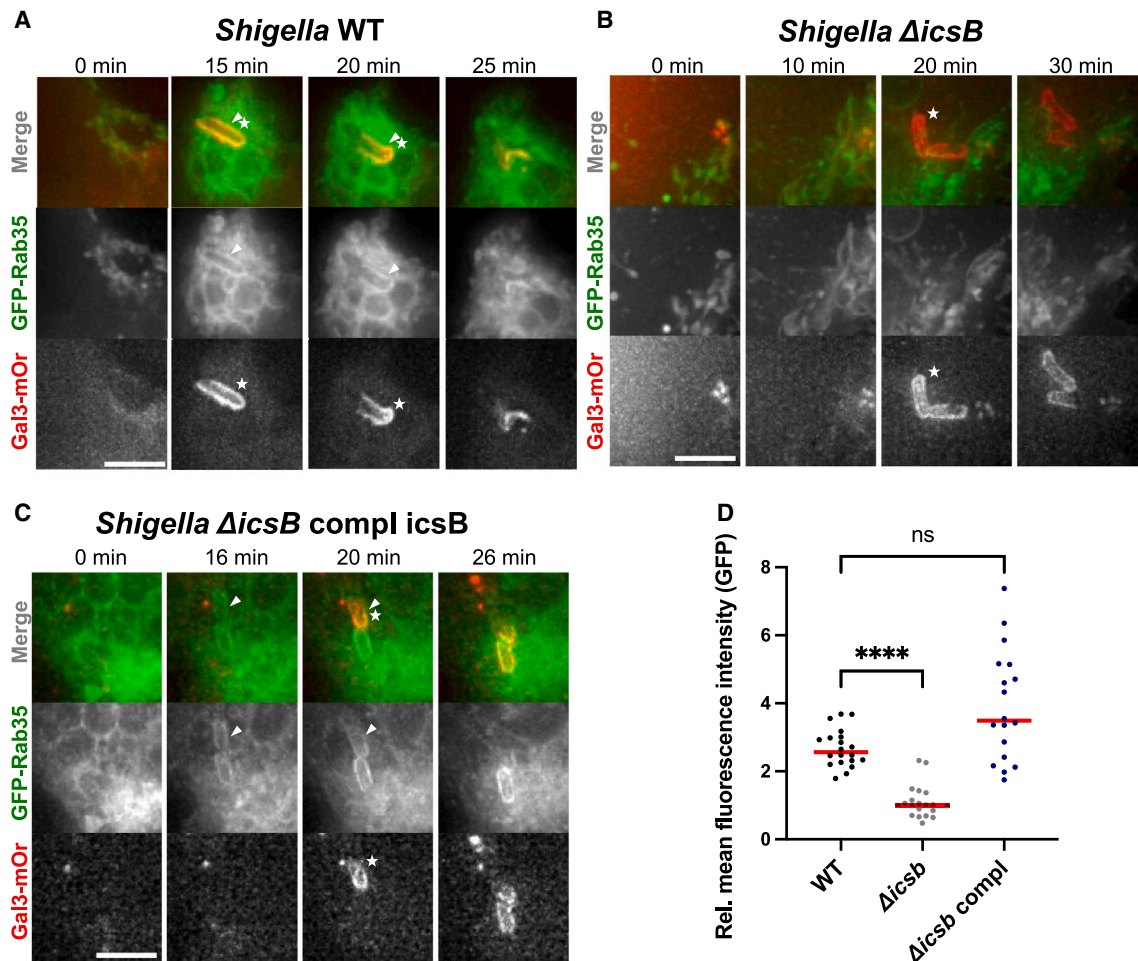 A
Shigella WT
0 min
15 min
20 min
25 min
Merge
GFP-Rab35
Gal3-mOr
B
Shigella ΔicsB
0 min
10 min
20 min
30 min
Merge
GFP-Rab35
Gal3-mOr
C
Shigella ΔicsB compl icsB
0 min
16 min
20 min
26 min
Merge
GFP-Rab35
Gal3-mOr
D
Rel. mean fluorescence intensity (GFP)
8
6
4
2
0
ns
****
WT
Δicsb
Δicsb compl